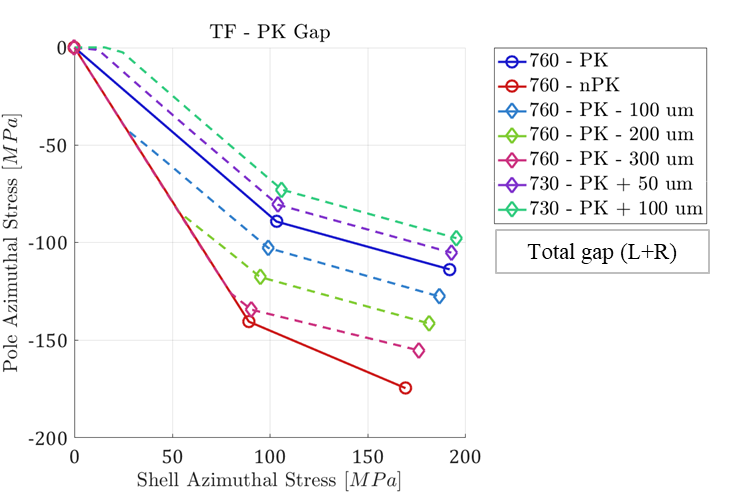 TF - PK Gap
0
-50
-100
-150
-200
Pole Azimuthal Stress [MPa]
0
50
100
150
200
Shell Azimuthal Stress [MPa]
760 - PK
760 - nPK
760 - PK - 100 um
760 - PK - 200 um
760 - PK - 300 um
730 - PK + 50 um
730 - PK + 100 um
Total gap (L+R)